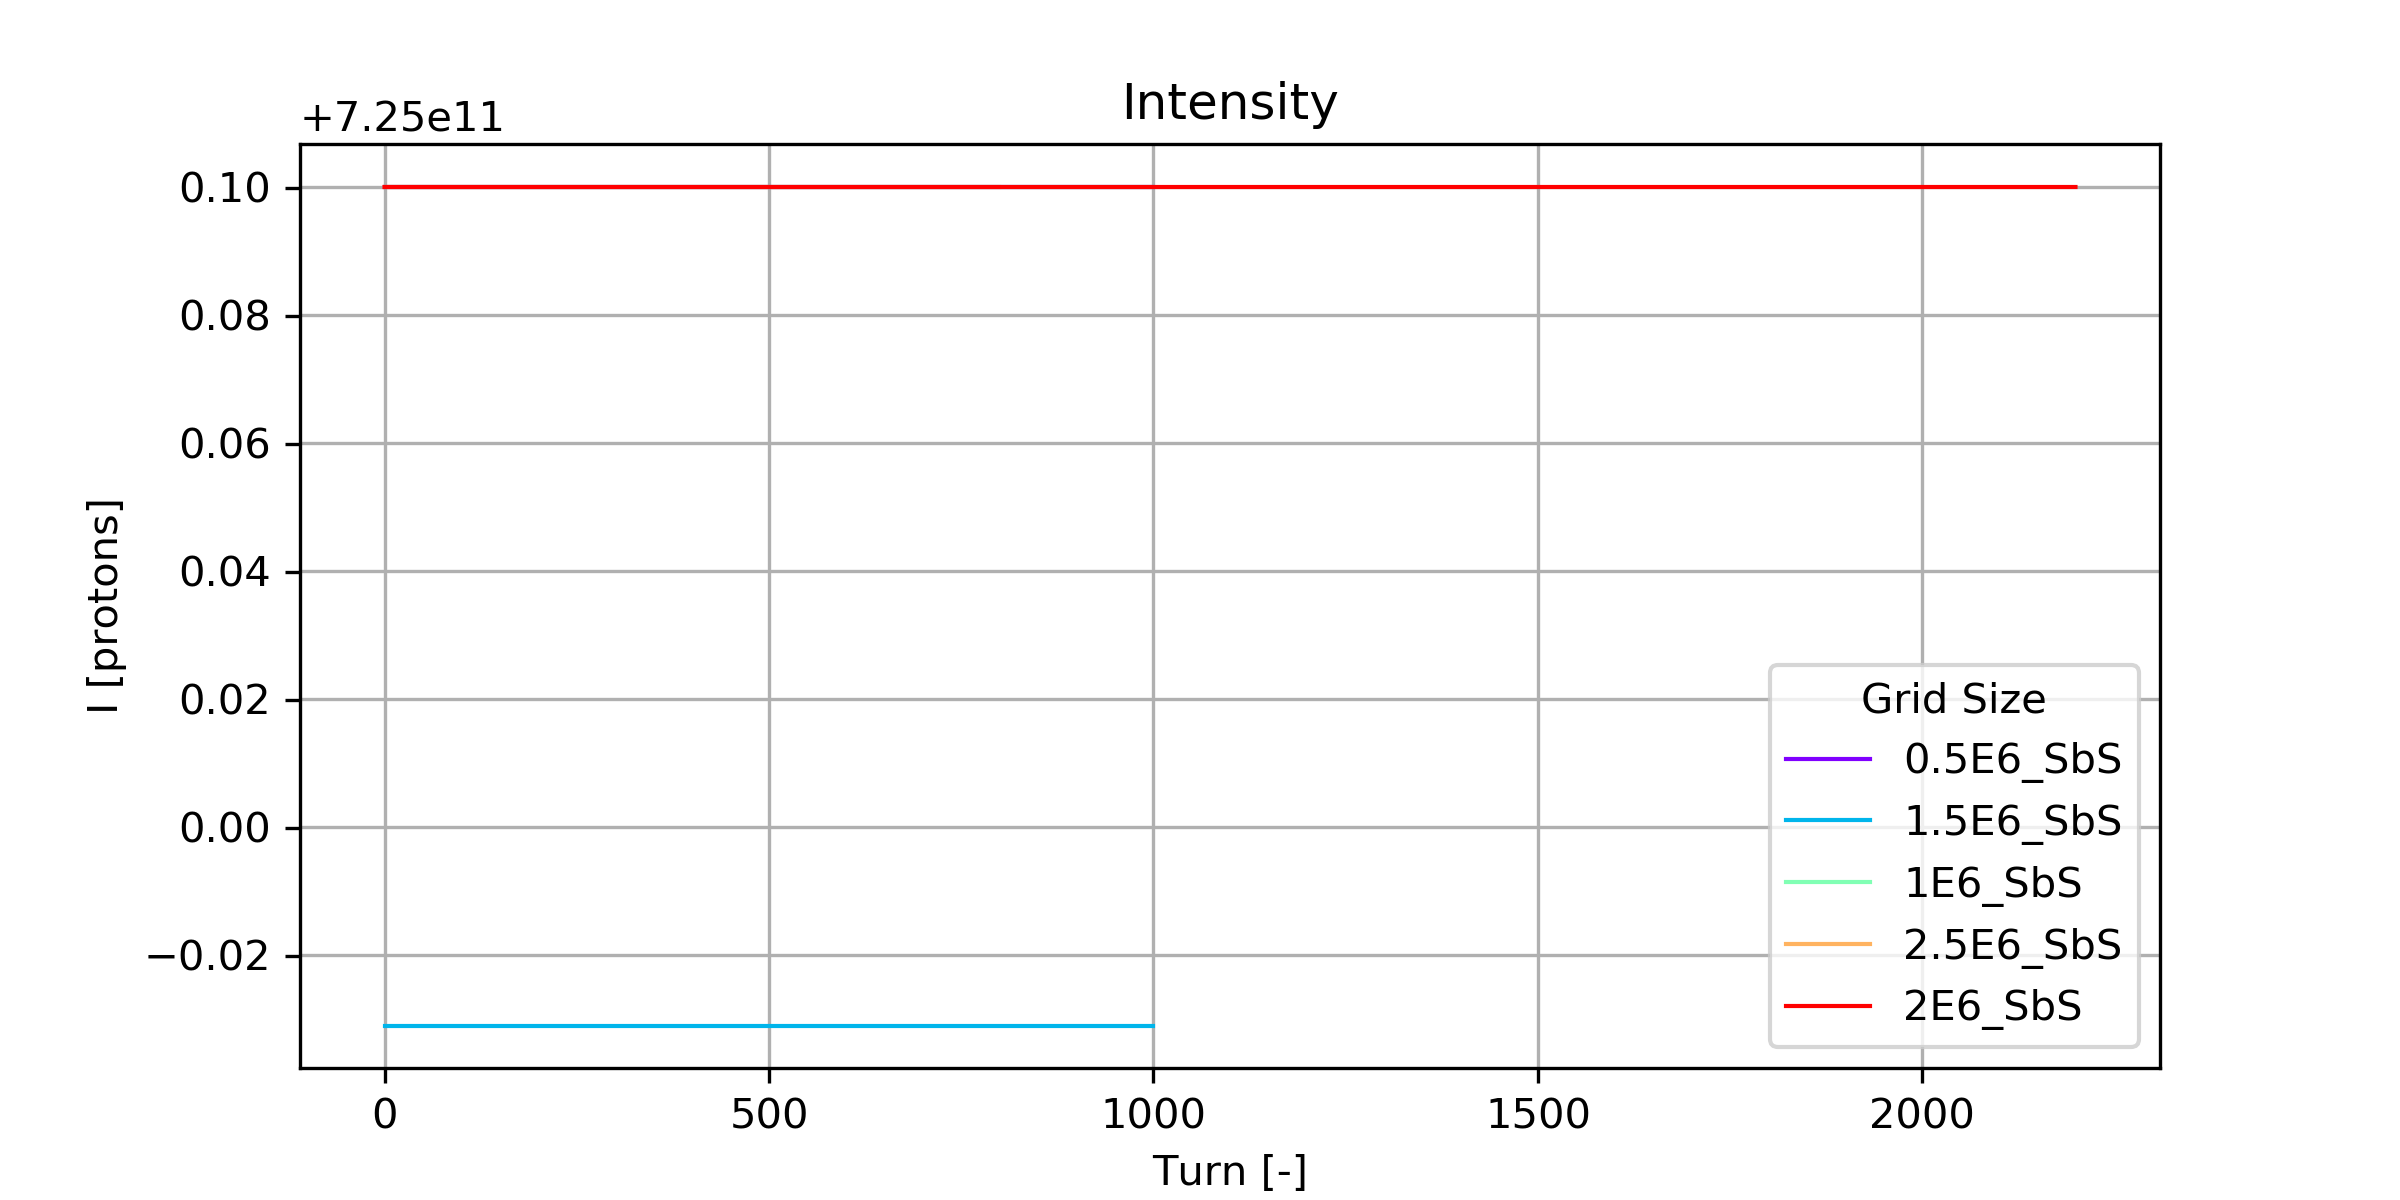 Intensity
+7.25e11
0.10
0.08
0.06
0.04
0.02
0.00
−0.02
I [protons]
0 500 1000 1500 2000
Turn [-]
Grid Size
0.5E6_SbS
1.5E6_SbS
1E6_SbS
2.5E6_SbS
2E6_SbS